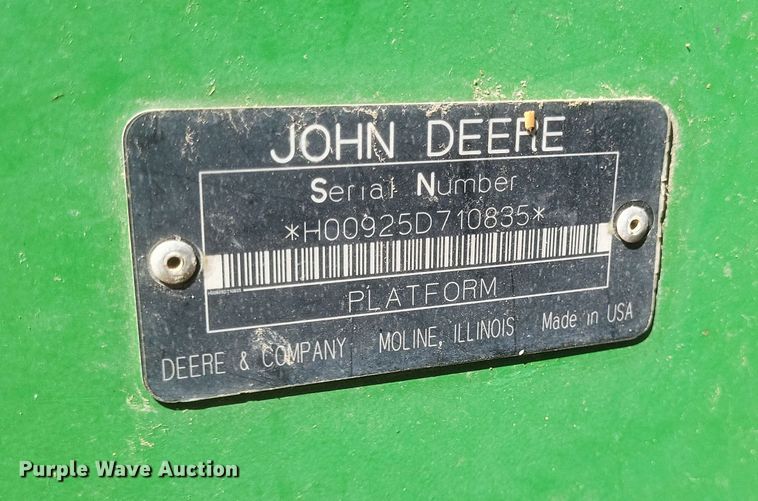 JOHN DEERE
Serial Number
*H00925D710835*
PLATFORM
DEERE & COMPANY MOLINE, ILLINOIS Made in USA
Purple Wave Auction